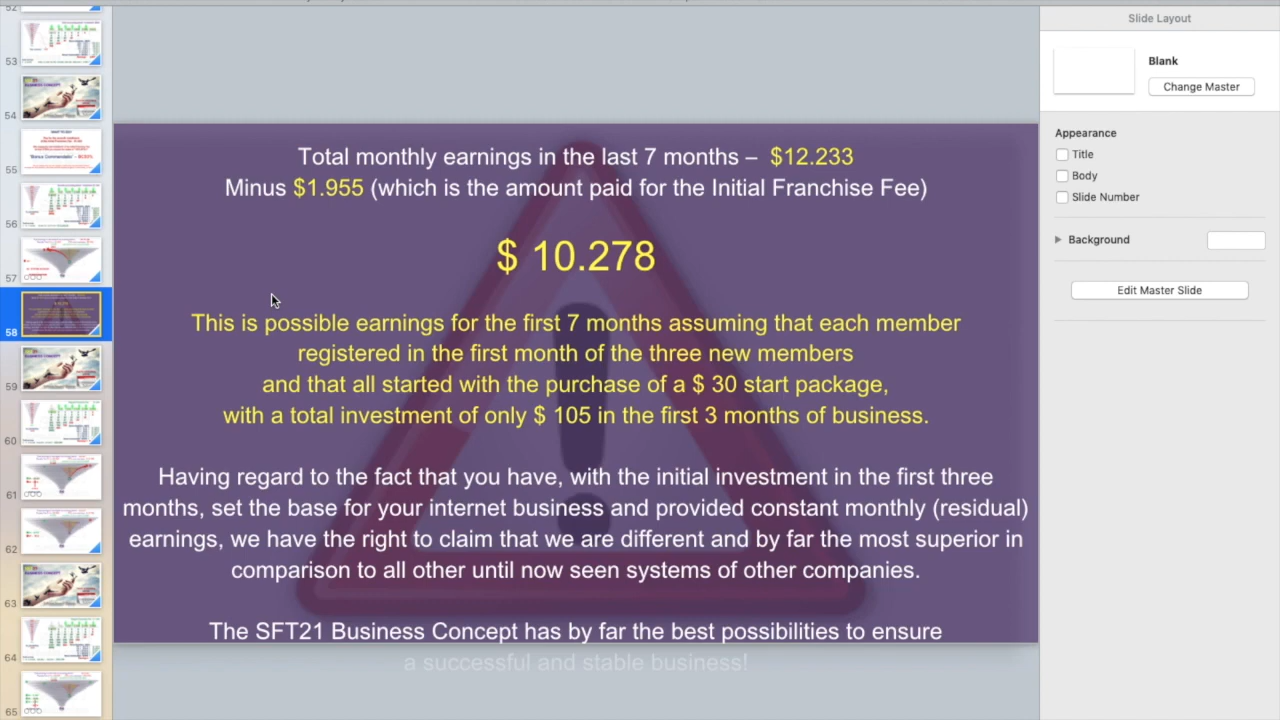 52
53
54
55
56
57
58
59
60
61
62
63
64
65
BUSINESS CONCEPT
Total monthly earnings in the last 7 months – $12.233
Minus $1.955 (which is the amount paid for the Initial Franchise Fee)
$ 10.278
This is possible earnings for the first 7 months assuming that each member
registered in the first month of the three new members
and that all started with the purchase of a $ 30 start package,
with a total investment of only $ 105 in the first 3 months of business.
Having regard to the fact that you have, with the initial investment in the first three
months, set the base for your internet business and provided constant monthly (residual)
earnings, we have the right to claim that we are different and by far the most superior in
comparison to all other until now seen systems of other companies.
The SFT21 Business Concept has by far the best possibilities to ensure
a successful and stable business!
Slide Layout
Blank
Change Master
Appearance
Title
Body
Slide Number
Background
Edit Master Slide